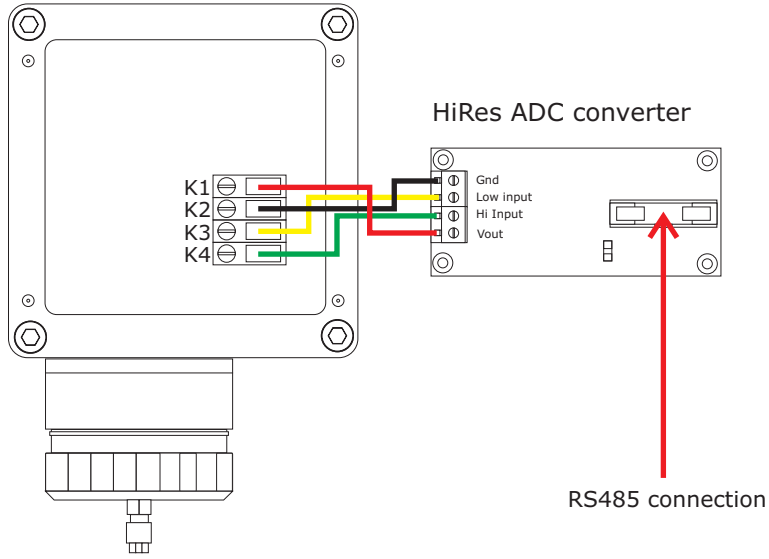 HiRes ADC converter
K1
K2
K3
K4
Gnd
Low input
Hi Input
Vout
RS485 connection